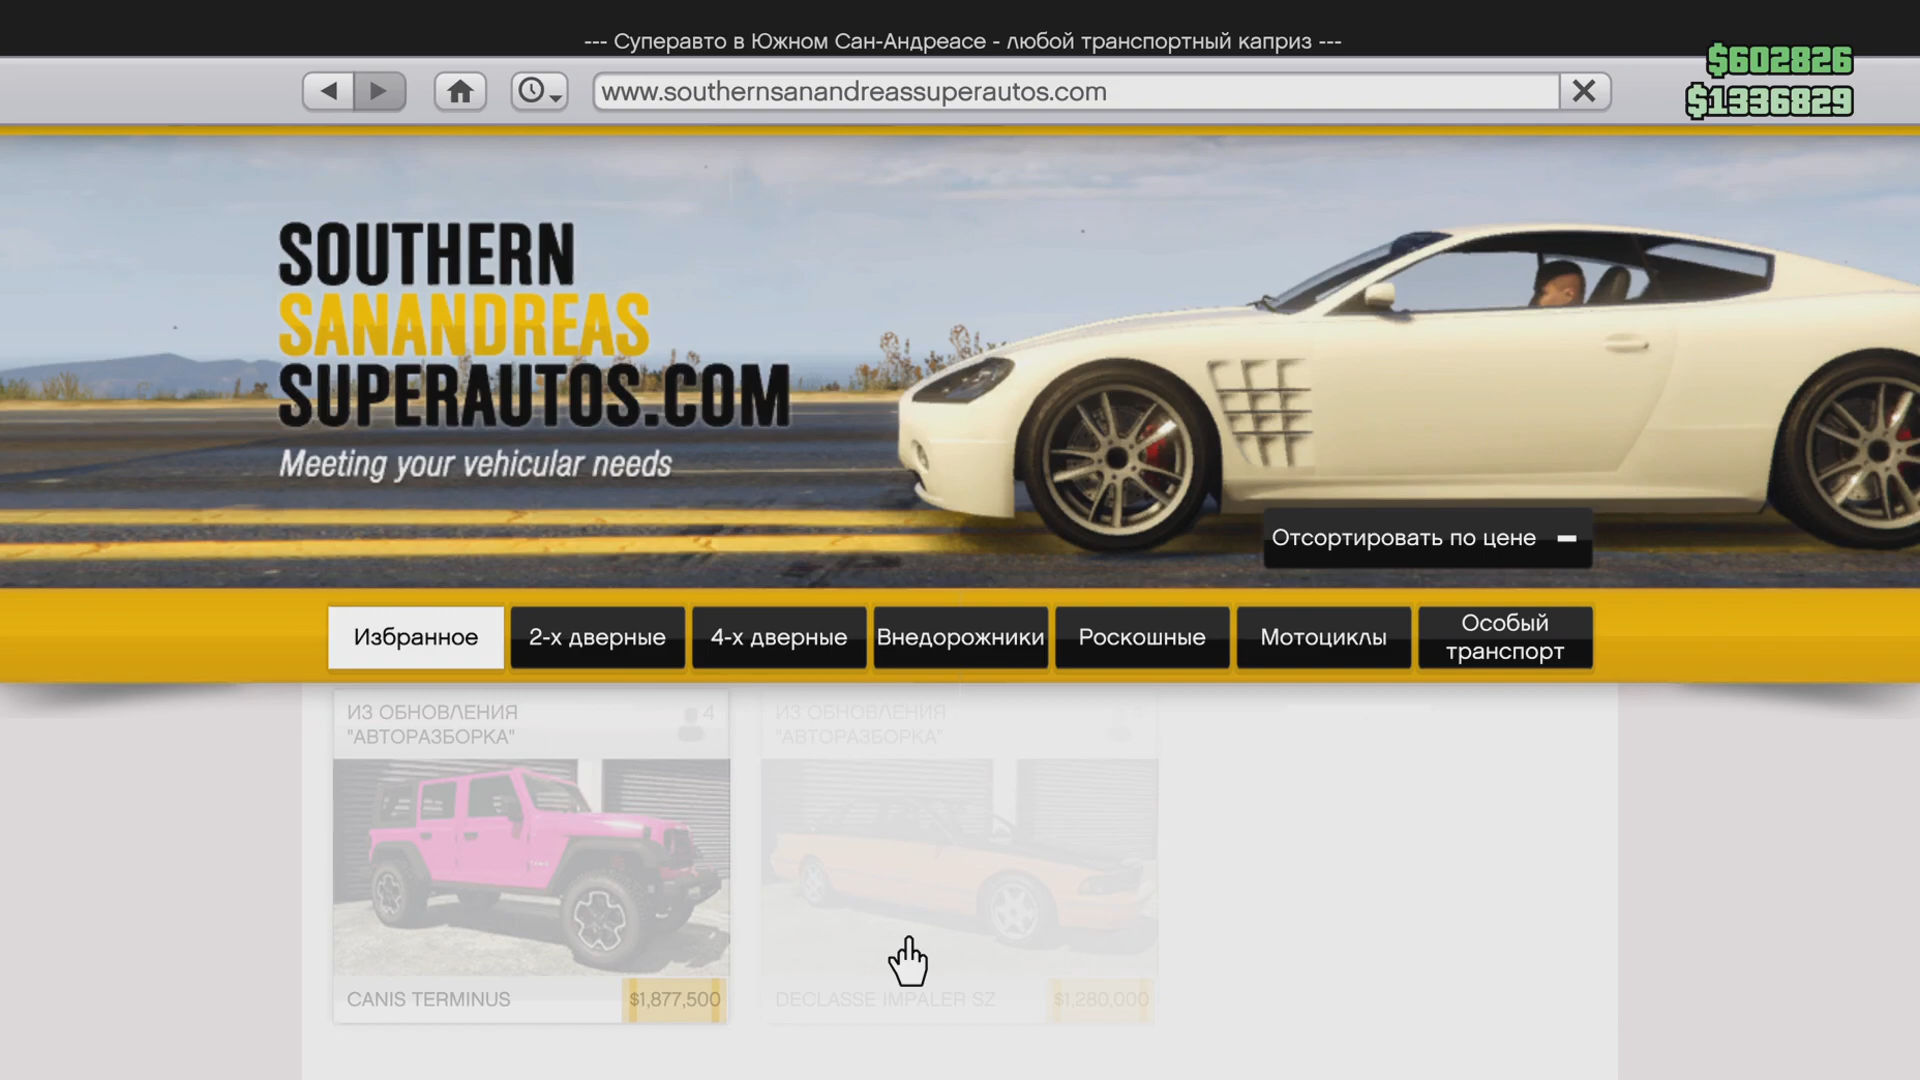 --- Суперавто в Южном Сан-Андреасе - любой транспортный каприз ---
$602826
www.southernsanandreassuperautos.com
$1336829
SOUTHERN
SANANDREAS
SUPERAUTOS.COM
Meeting your vehicular needs
Отсортировать по цене
Избранное
2-х дверные
4-х дверные
Внедорожники
Роскошные
Мотоциклы
Особый
транспорт
ИЗ ОБНОВЛЕНИЯ
"АВТОРАЗБОРКА"
4
CANIS TERMINUS
$1,877,500
ИЗ ОБНОВЛЕНИЯ
"АВТОРАЗБОРКА"
DECLASSE IMPALER SZ
$1,280,000